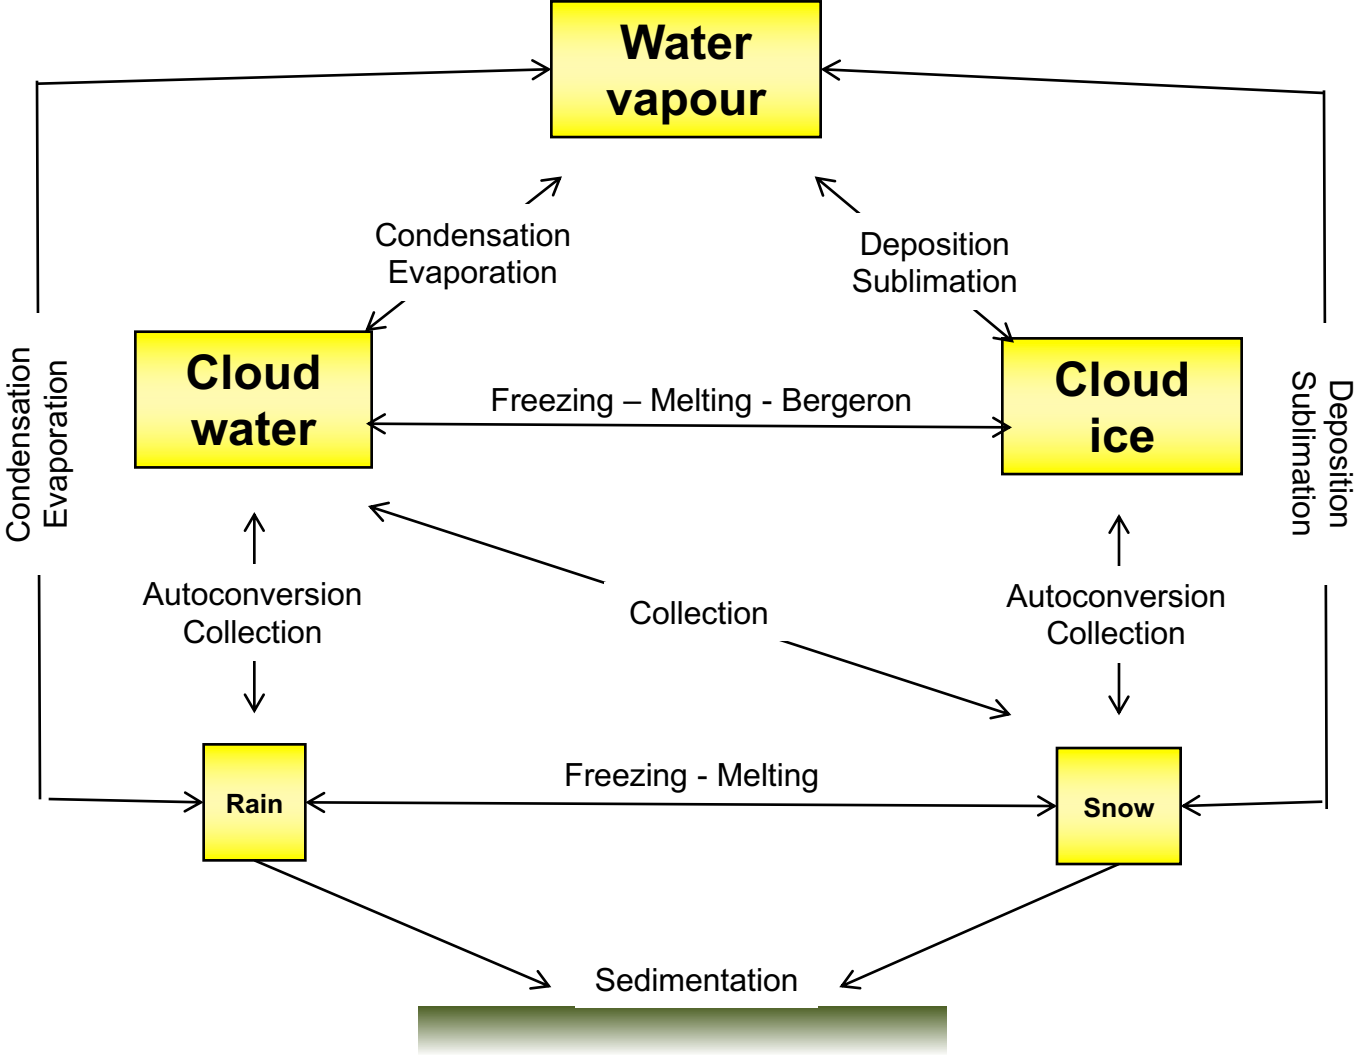 Water
vapour
Condensation
Evaporation
Deposition
Sublimation
Condensation
Evaporation
Cloud
water
Freezing – Melting - Bergeron
Cloud
ice
Deposition
Sublimation
Autoconversion
Collection
Collection
Autoconversion
Collection
Rain
Freezing - Melting
Snow
Sedimentation